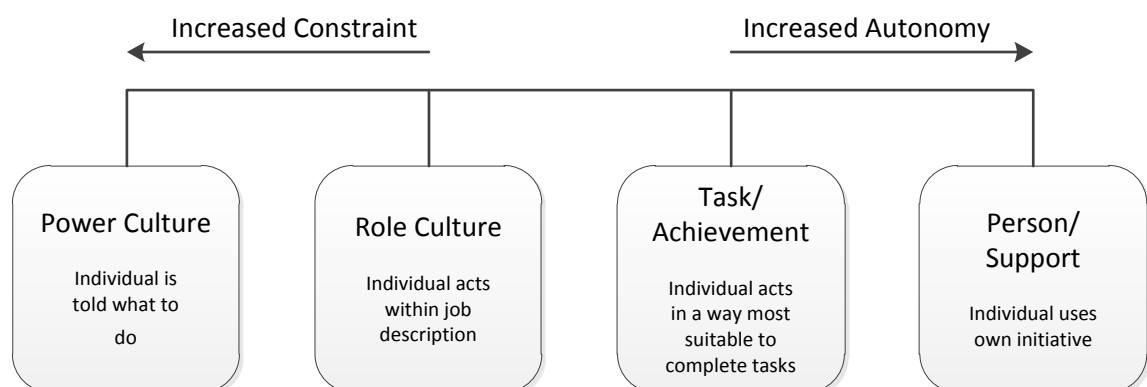 Increased Constraint
Increased Autonomy
Power Culture
Individual is
told what to
do
Role Culture
Individual acts
within job
description
Task/
Achievement
Individual acts
in a way most
suitable to
complete tasks
Person/
Support
Individual uses
own initiative